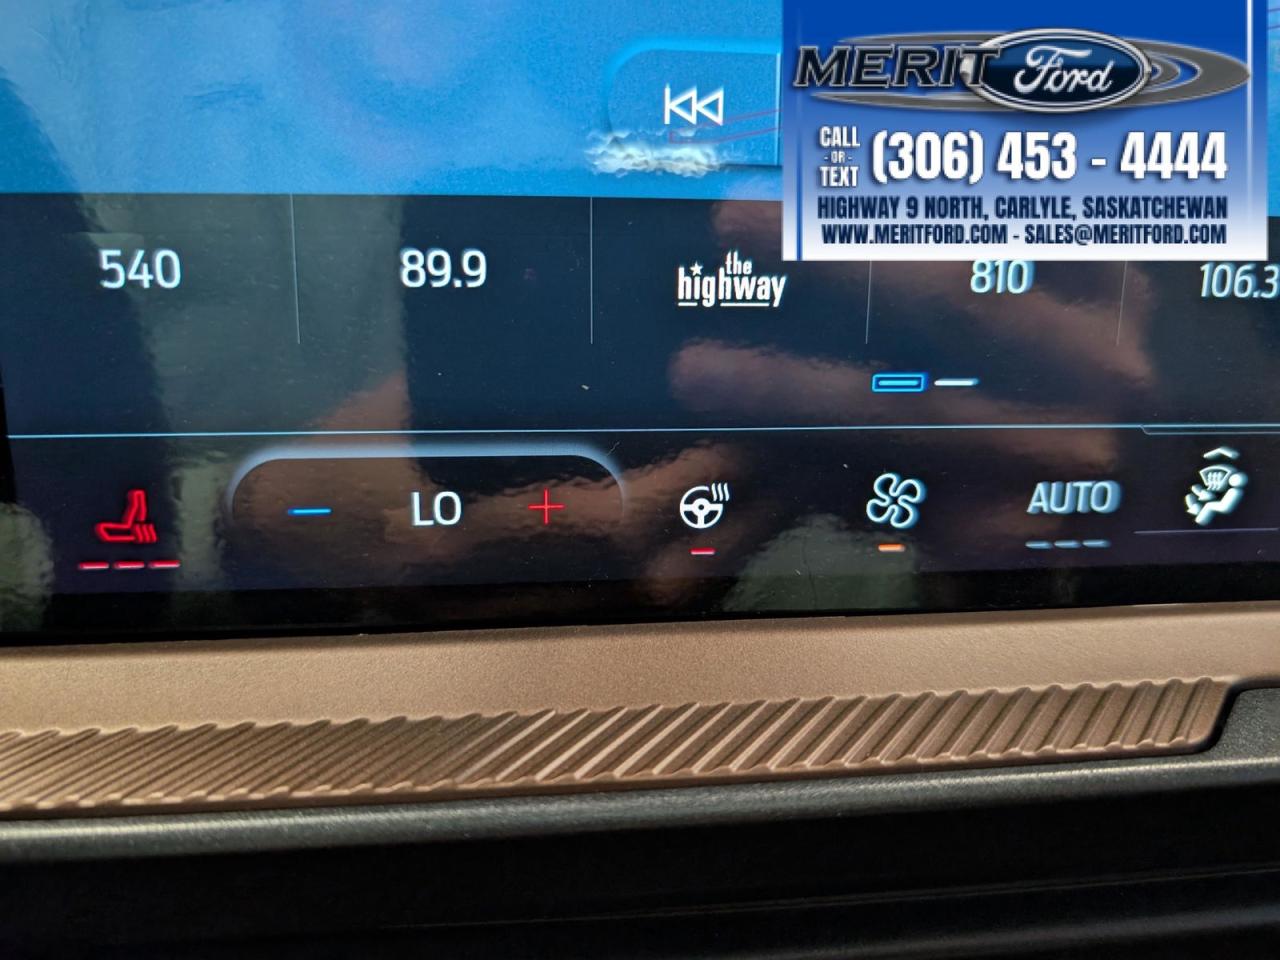 MERIT Ford
CALL
- OR -
TEXT
(306) 453 - 4444
HIGHWAY 9 NORTH, CARLYLE, SASKATCHEWAN
WWW.MERITFORD.COM - SALES@MERITFORD.COM
540
89.9
the
highway
810
106.3
LO
AUTO